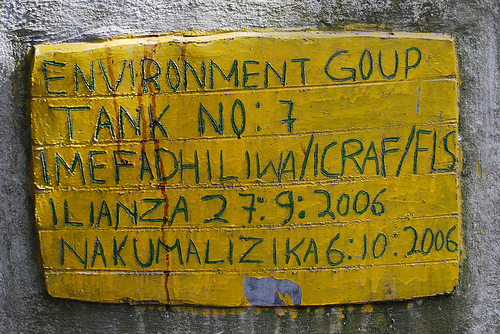 ENVIRONMENT GOUP
TANK NO: 7
IMEFADHILIWA/ICRAF/FLS
ILIANZA 27:9:2006
NAKUMALIZIKA 6:10:2006